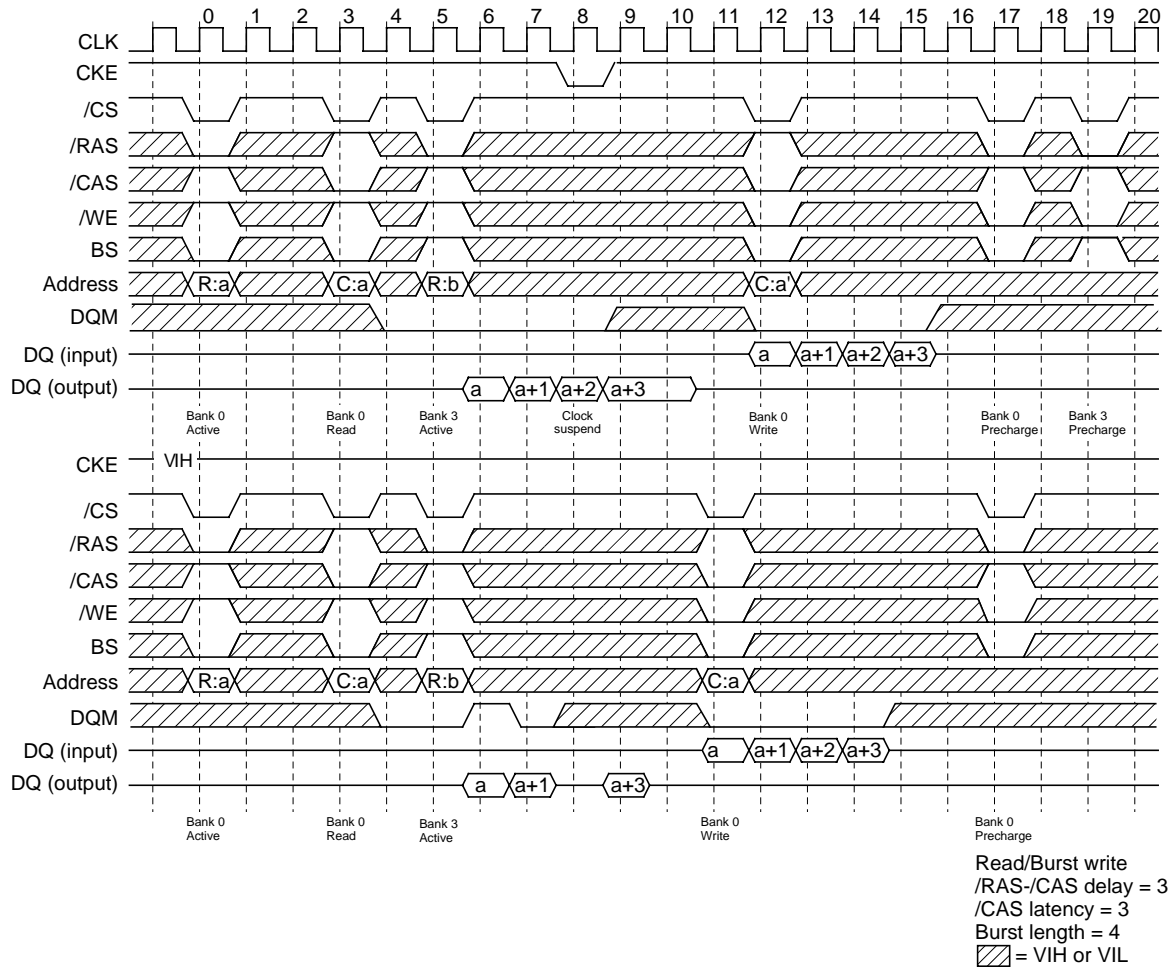 0 1 2 3 4 5 6 7 8 9 10 11 12 13 14 15 16 17 18 19 20
CLK
CKE
/CS
/RAS
/CAS
/WE
BS
Address R:a C:a R:b C:a'
DQM
DQ (input) a a+1 a+2 a+3
DQ (output) a a+1 a+2 a+3
Bank 0 Bank 0 Bank 3 Clock Bank 0 Bank 0 Bank 3
Active Read Active suspend Write Precharge Precharge
CKE VIH
/CS
/RAS
/CAS
/WE
BS
Address R:a C:a R:b C:a
DQM
DQ (input) a a+1 a+2 a+3
DQ (output) a a+1 a+3
Bank 0 Bank 0 Bank 3 Bank 0 Bank 0
Active Read Active Write Precharge
Read/Burst write
/RAS-/CAS delay = 3
/CAS latency = 3
Burst length = 4
= VIH or VIL